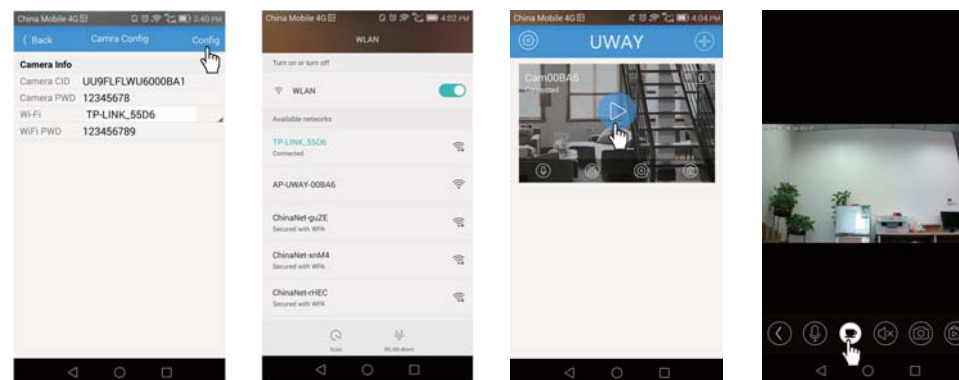 China Mobile 4G 3:40 PM
Back Camra Config Config
Camera Info
Camera CID UU9FLFLWU6000BA1
Camera PWD 12345678
Wi-Fi TP-LINK_55D6
WiFi PWD 123456789
China Mobile 4G 4:02 PM
WLAN
Turn on or turn off
WLAN
Available networks
TP-LINK_55D6
Connected
AP-UWAY-00BA6
ChinaNet-guZE
Secured with WPA
ChinaNet-xnM4
Secured with WPA
ChinaNet-rHEC
Secured with WPA
Scan WLAN direct
China Mobile 4G 4:04 PM
UWAY
Cam00BA6 0
Connected